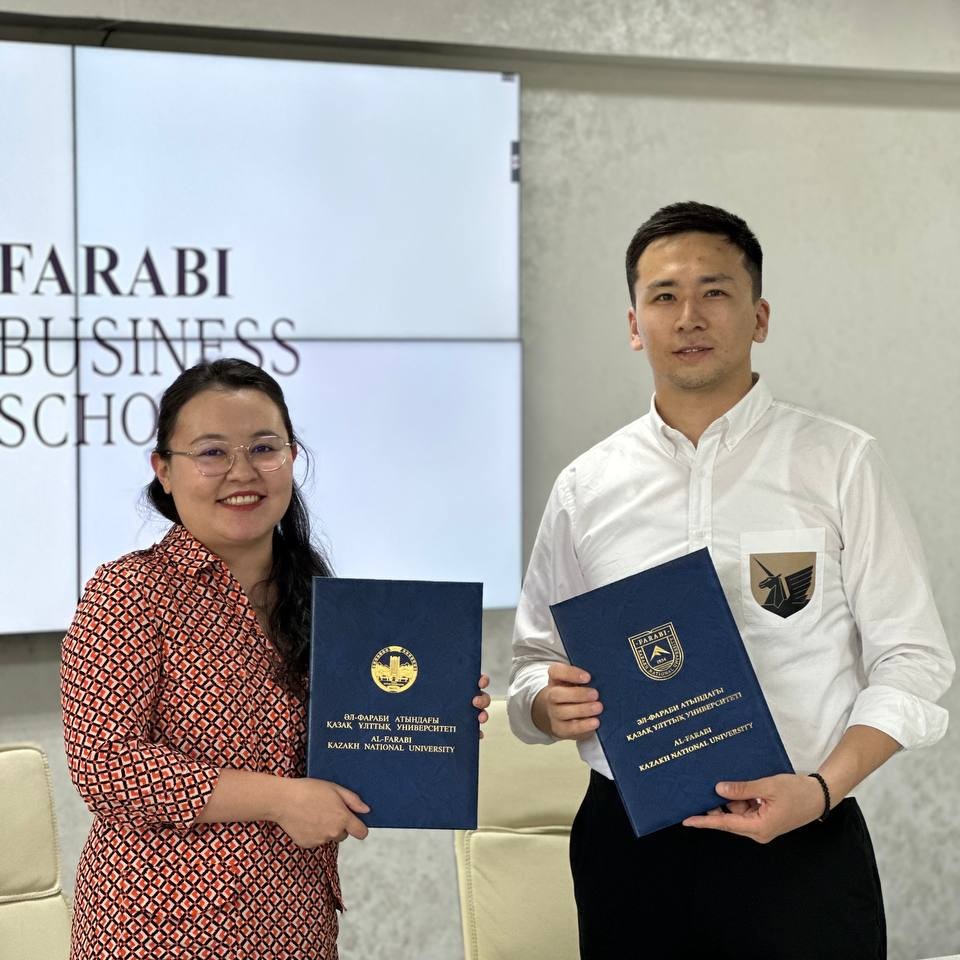 FARABI
BUSINESS
SCHO
ӘЛ-ФАРАБИ АТЫНДАҒЫ
ҚАЗАҚ ҰЛТТЫҚ УНИВЕРСИТЕТІ
AL-FARABI
KAZAKH NATIONAL UNIVERSITY
FARABI
1934
ӘЛ-ФАРАБИ АТЫНДАҒЫ
ҚАЗАҚ ҰЛТТЫҚ УНИВЕРСИТЕТІ
AL-FARABI
KAZAKH NATIONAL UNIVERSITY